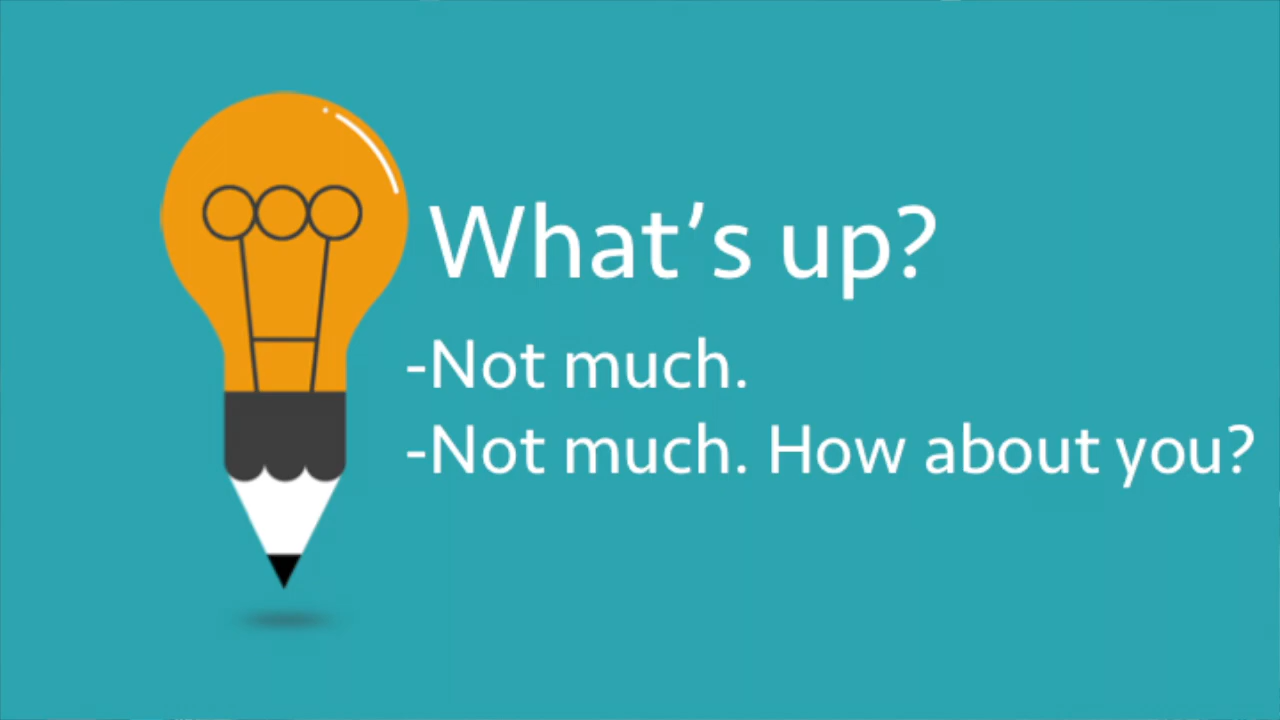 What’s up?
-Not much.
-Not much. How about you?